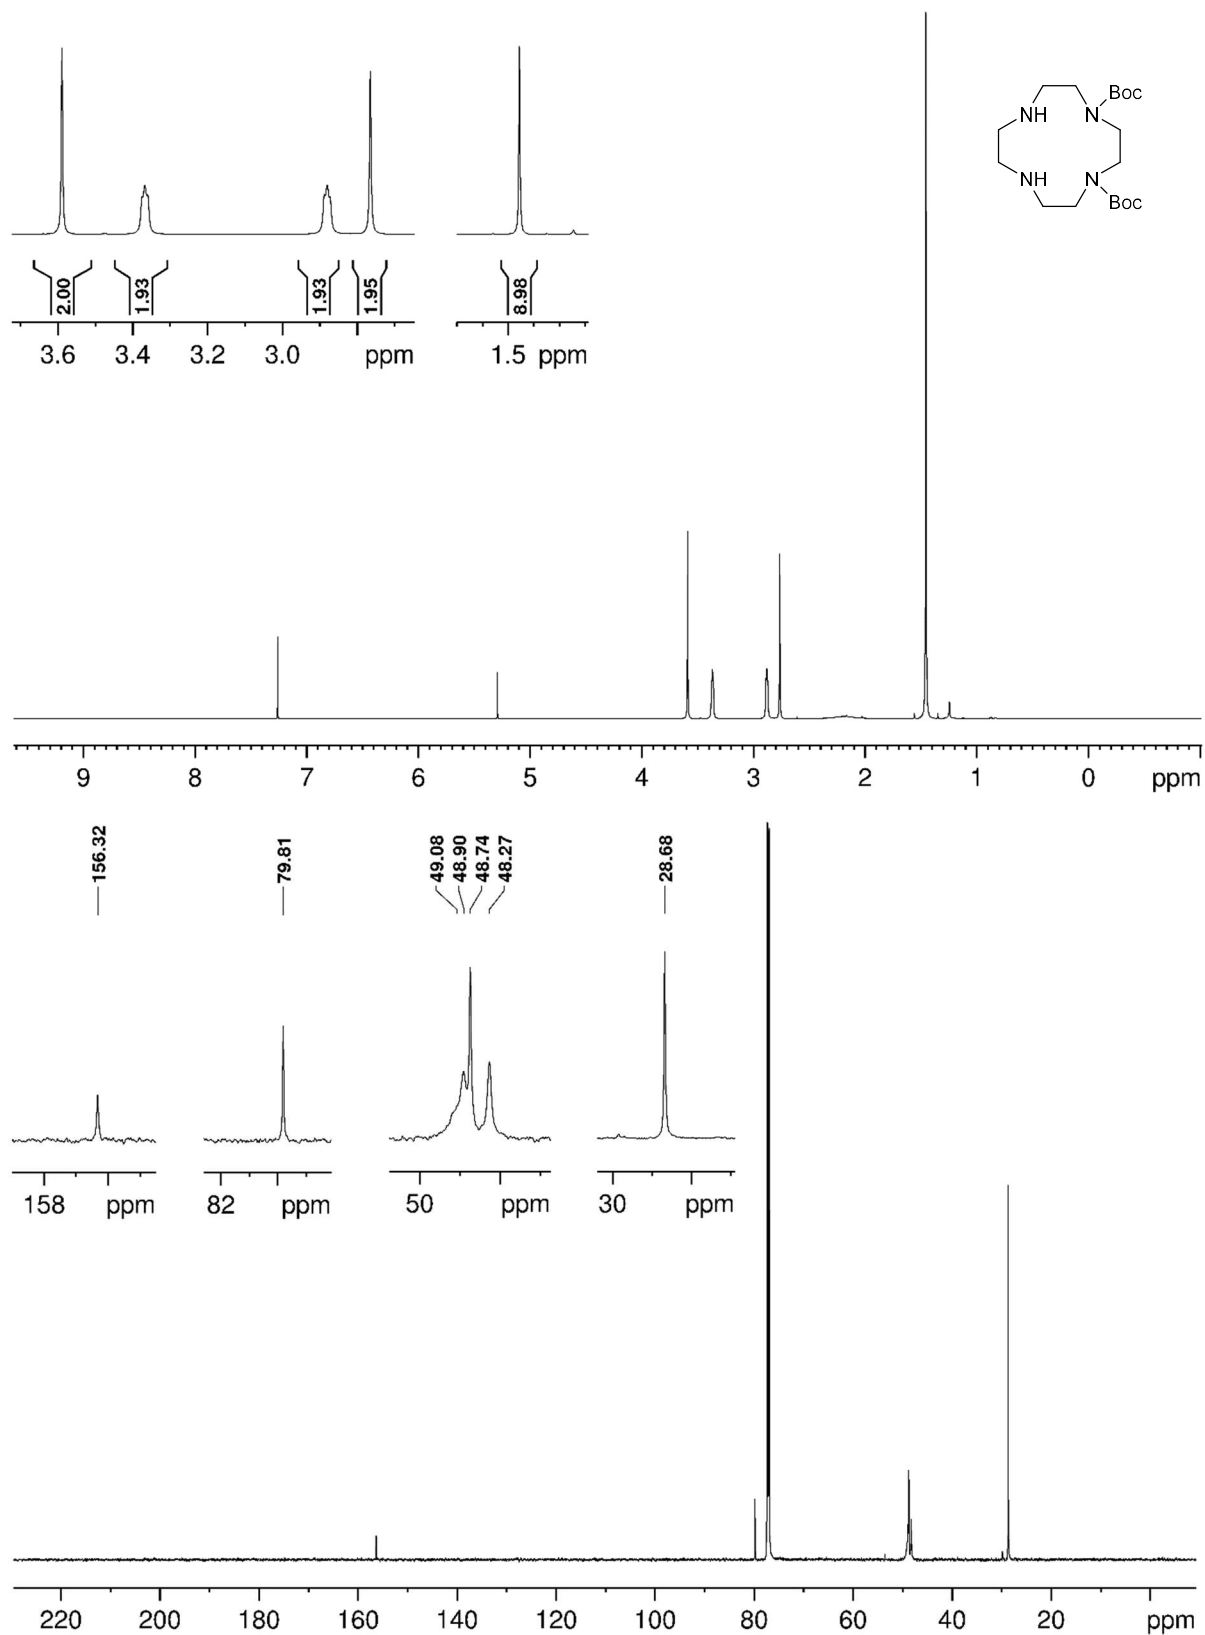 Boc
NH N
NH N
Boc
2.00 1.93 1.93 1.95 8.98
3.6 3.4 3.2 3.0 ppm 1.5 ppm
9 8 7 6 5 4 3 2 1 0 ppm
156.32 79.81 49.08 48.90 48.74 48.27 28.68
158 ppm 82 ppm 50 ppm 30 ppm
220 200 180 160 140 120 100 80 60 40 20 ppm